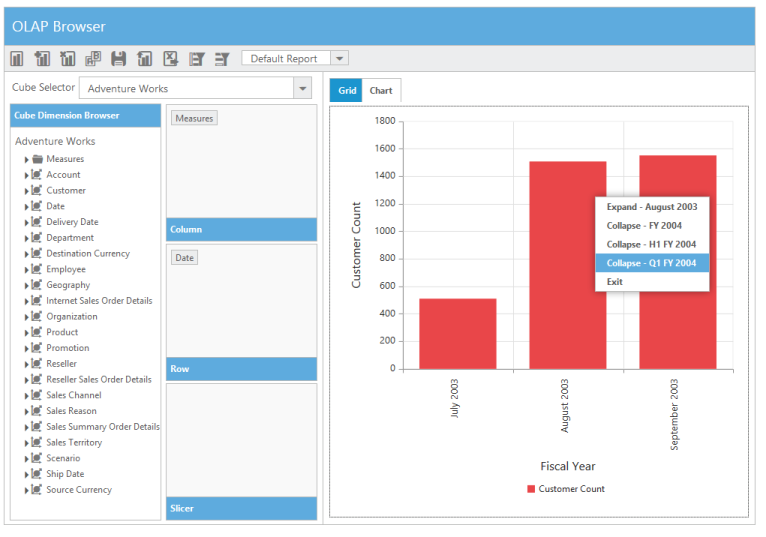 OLAP Browser
Default Report
Cube Selector
Adventure Works
Cube Dimension Browser
Adventure Works
Measures
Account
Customer
Date
Delivery Date
Department
Destination Currency
Employee
Geography
Internet Sales Order Details
Organization
Product
Promotion
Reseller
Reseller Sales Order Details
Sales Channel
Sales Reason
Sales Summary Order Details
Sales Territory
Scenario
Ship Date
Source Currency
Measures
Column
Date
Row
Slicer
Grid Chart
Customer Count
1800
1600
1400
1200
1000
800
600
400
200
0
Expand - August 2003
Collapse - FY 2004
Collapse - H1 FY 2004
Collapse - Q1 FY 2004
Exit
July 2003
August 2003
September 2003
Fiscal Year
Customer Count